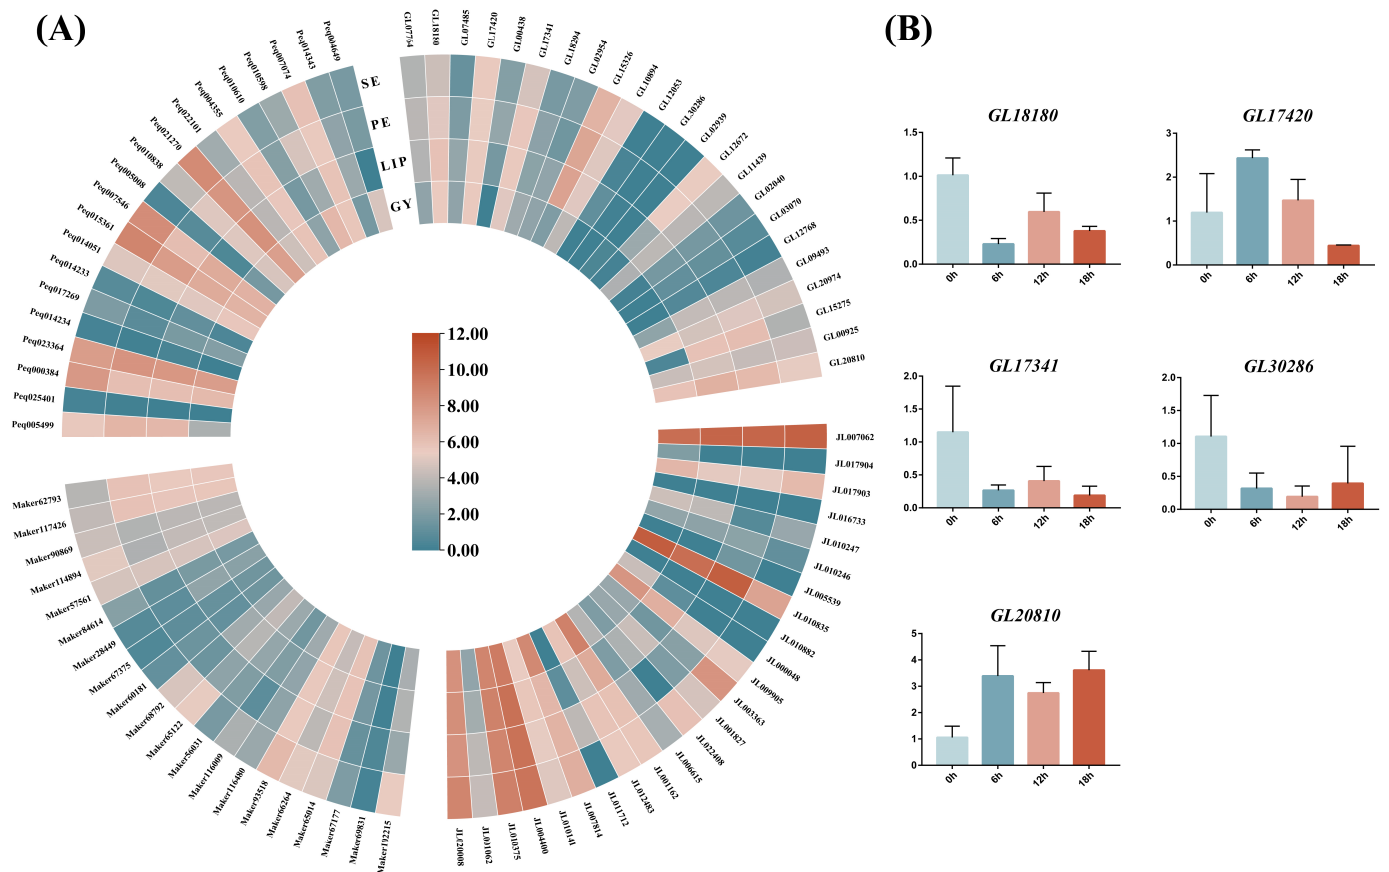 (A)
(B)
Peq004649
Peq014343
Peq007074
Peq010598
Peq010610
Peq004355
Peq022101
Peq021270
Peq010838
Peq005008
Peq007546
Peq015361
Peq014051
Peq014233
Peq017269
Peq014234
Peq023364
Peq000384
Peq025401
Peq005499
SE
PE
LIP
GY
GL07764
GL18180
GL07485
GL17420
GL00438
GL17341
GL18294
GL02954
GL15326
GL10894
GL12053
GL30286
GL02939
GL12672
GL11439
GL02040
GL03070
GL12768
GL09493
GL20974
GL15275
GL00925
GL20810
JL007062
JL017904
JL017903
JL016733
JL010247
JL010246
JL005539
JL010835
JL010882
JL000048
JL009905
JL003363
JL001827
JL022408
JL006615
JL001162
JL012483
JL011712
JL007814
JL010141
JL004400
JL010375
JL001062
JL020008
Maker62793
Maker117426
Maker90869
Maker114894
Maker57561
Maker84614
Maker28449
Maker67375
Maker60181
Maker68792
Maker65122
Maker56031
Maker116009
Maker116480
Maker93518
Maker66264
Maker65014
Maker67177
Maker69831
Maker192215
12.00
10.00
8.00
6.00
4.00
2.00
0.00
GL18180
1.5
1.0
0.5
0.0
0h
6h
12h
18h
GL17420
3
2
1
0
0h
6h
12h
18h
GL17341
2.0
1.5
1.0
0.5
0.0
0h
6h
12h
18h
GL30286
2.0
1.5
1.0
0.5
0.0
0h
6h
12h
18h
GL20810
5
4
3
2
1
0
0h
6h
12h
18h